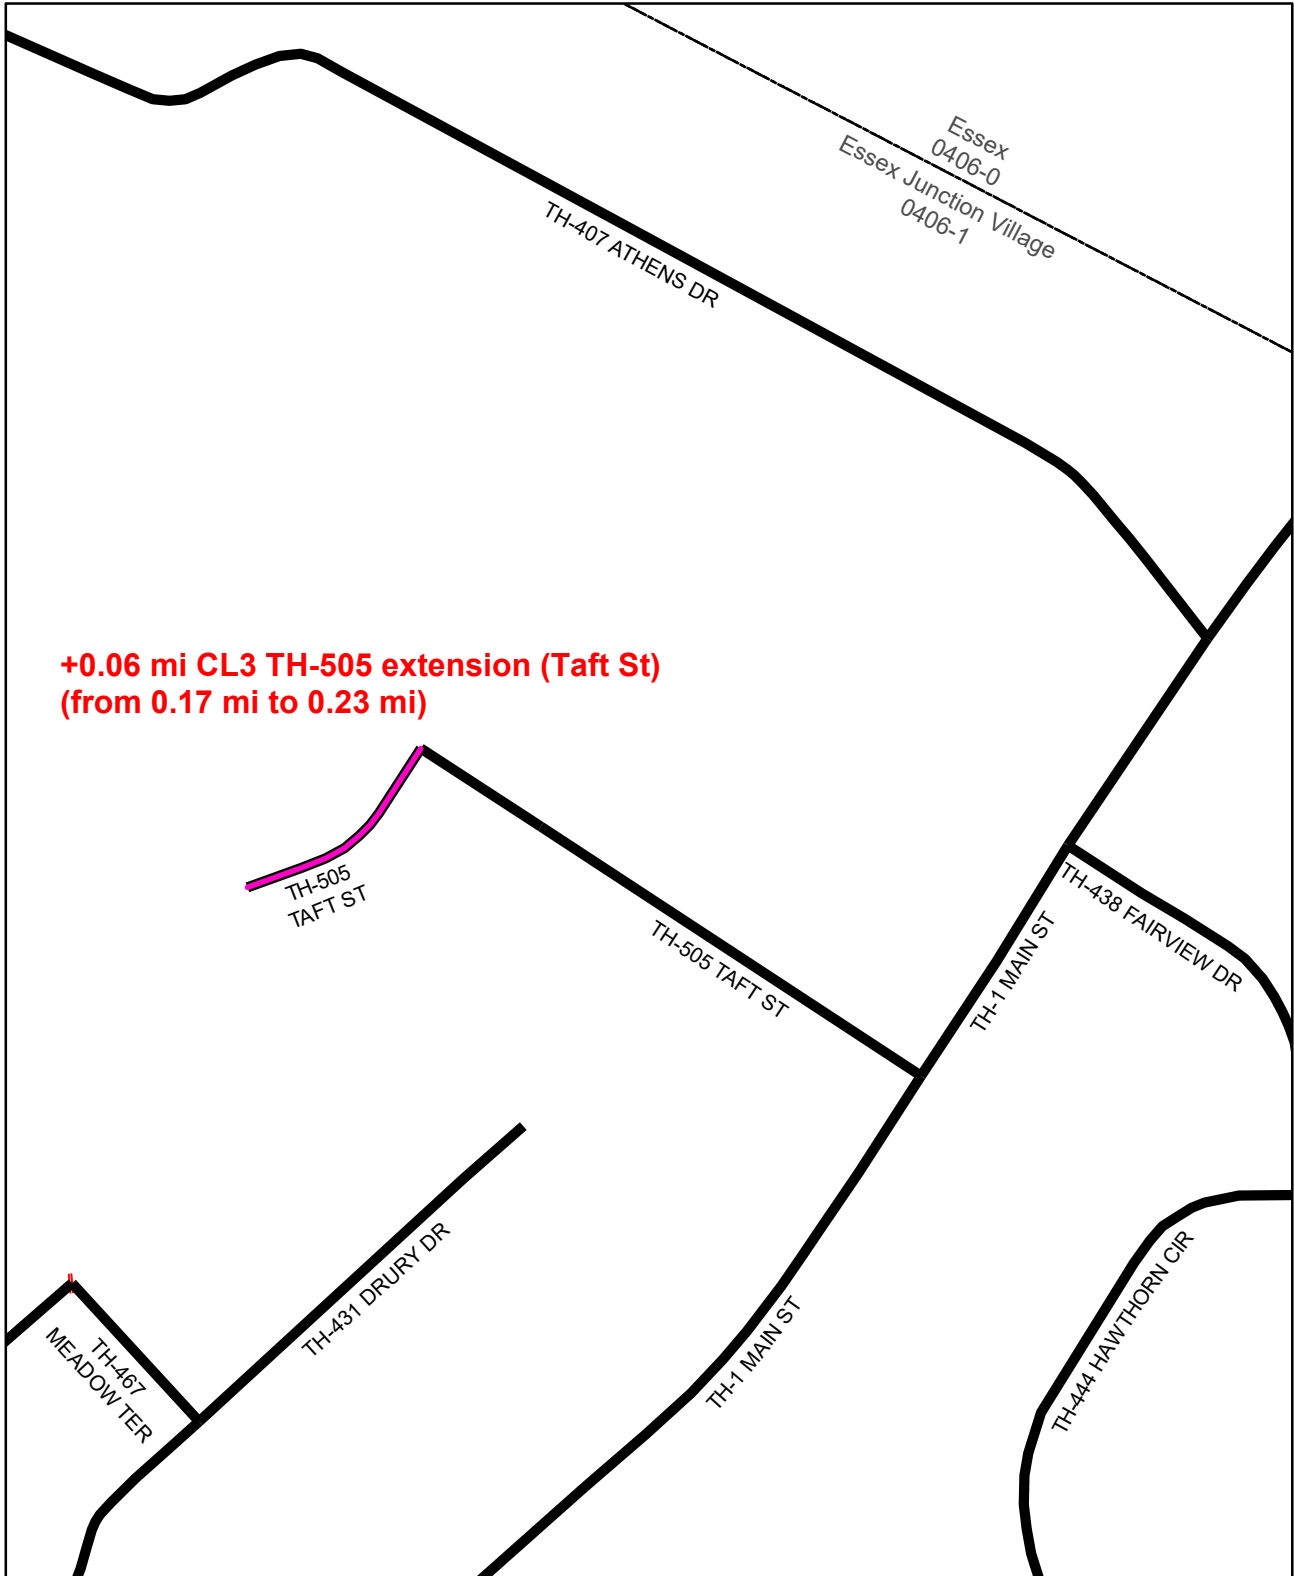 Essex
0406-0
Essex Junction Village
0406-1
TH-407 ATHENS DR
+0.06 mi CL3 TH-505 extension (Taft St)
(from 0.17 mi to 0.23 mi)
TH-505
TAFT ST
TH-505 TAFT ST
TH-438 FAIRVIEW DR
TH-1 MAIN ST
TH-431 DRURY DR
TH-444 HAWTHORN CIR
TH-1 MAIN ST
TH-467
MEADOW TER